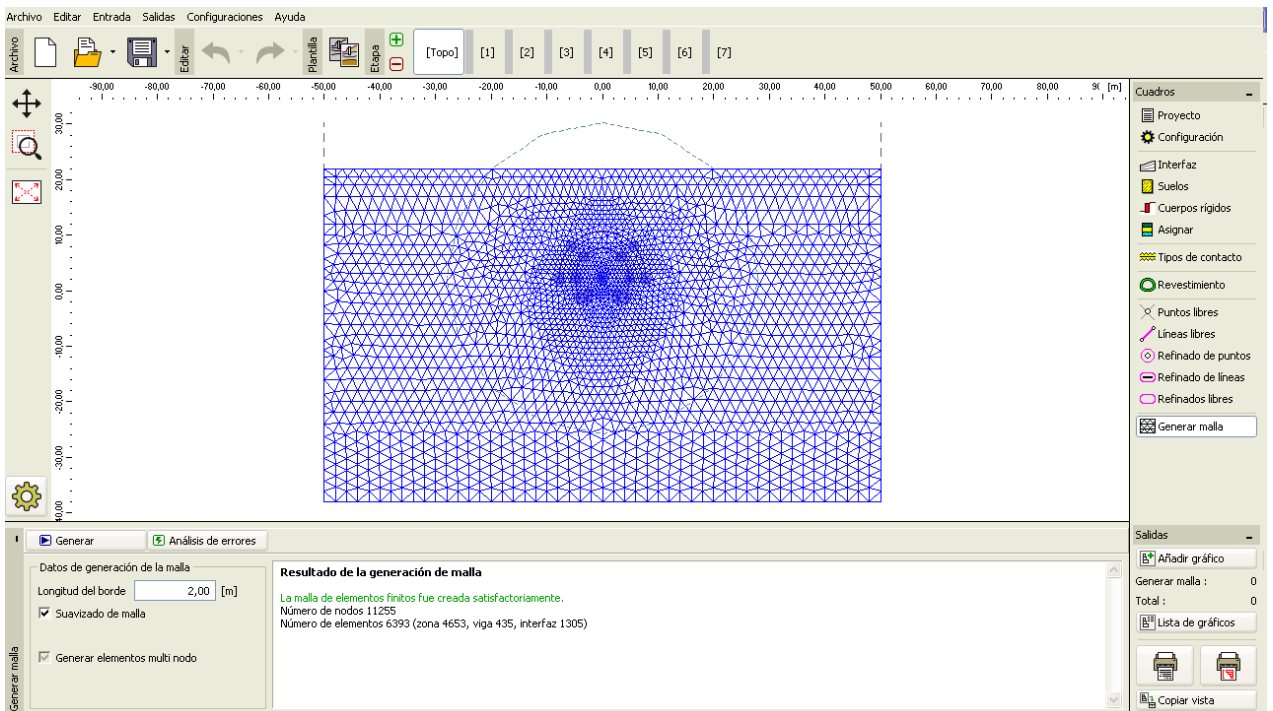 Archivo Editar Entrada Salidas Configuraciones Ayuda
Archivo
Editar
Plantilla
Etapa
[Topo] [1] [2] [3] [4] [5] [6] [7]
-90,00 -80,00 -70,00 -60,00 -50,00 -40,00 -30,00 -20,00 -10,00 0,00 10,00 20,00 30,00 40,00 50,00 60,00 70,00 80,00 9( [m]
30,00
20,00
10,00
0,00
-10,00
-20,00
-30,00
40,00
Cuadros
Proyecto
Configuración
Interfaz
Suelos
Cuerpos rígidos
Asignar
Tipos de contacto
Revestimiento
Puntos libres
Líneas libres
Refinado de puntos
Refinado de líneas
Refinados libres
Generar malla
Generar malla
Generar
Análisis de errores
Datos de generación de la malla
Longitud del borde 2,00 [m]
Suavizado de malla
Generar elementos multi nodo
Resultado de la generación de malla
La malla de elementos finitos fue creada satisfactoriamente.
Número de nodos 11255
Número de elementos 6393 (zona 4653, viga 435, interfaz 1305)
Salidas
Añadir gráfico
Generar malla : 0
Total : 0
Lista de gráficos
Copiar vista